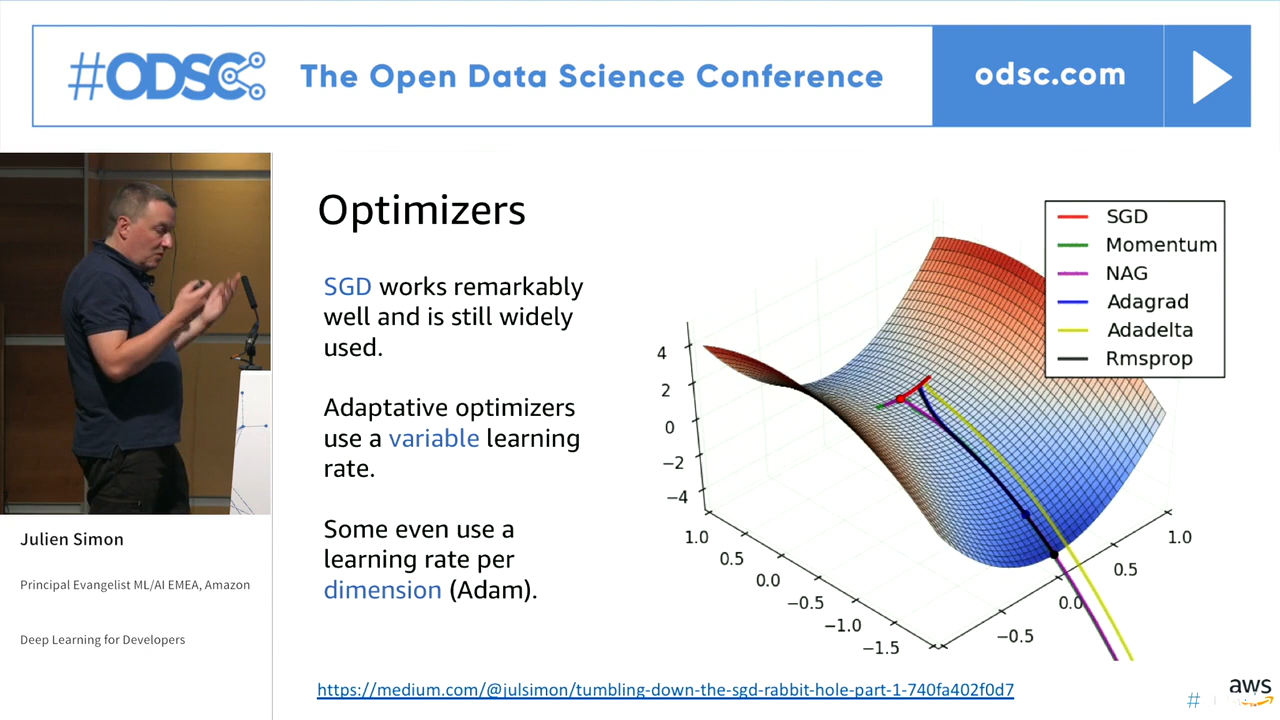 #ODSC
The Open Data Science Conference
odsc.com
Optimizers
SGD works remarkably
well and is still widely
used.
Adaptative optimizers
use a variable learning
rate.
Some even use a
learning rate per
dimension (Adam).
SGD
Momentum
NAG
Adagrad
Adadelta
Rmsprop
4
2
0
−2
−4
1.0
0.5
0.0
−0.5
−1.0
−1.5
−0.5
0.0
0.5
1.0
Julien Simon
Principal Evangelist ML/AI EMEA, Amazon
Deep Learning for Developers
https://medium.com/@julsimon/tumbling-down-the-sgd-rabbit-hole-part-1-740fa402f0d7
#
aws